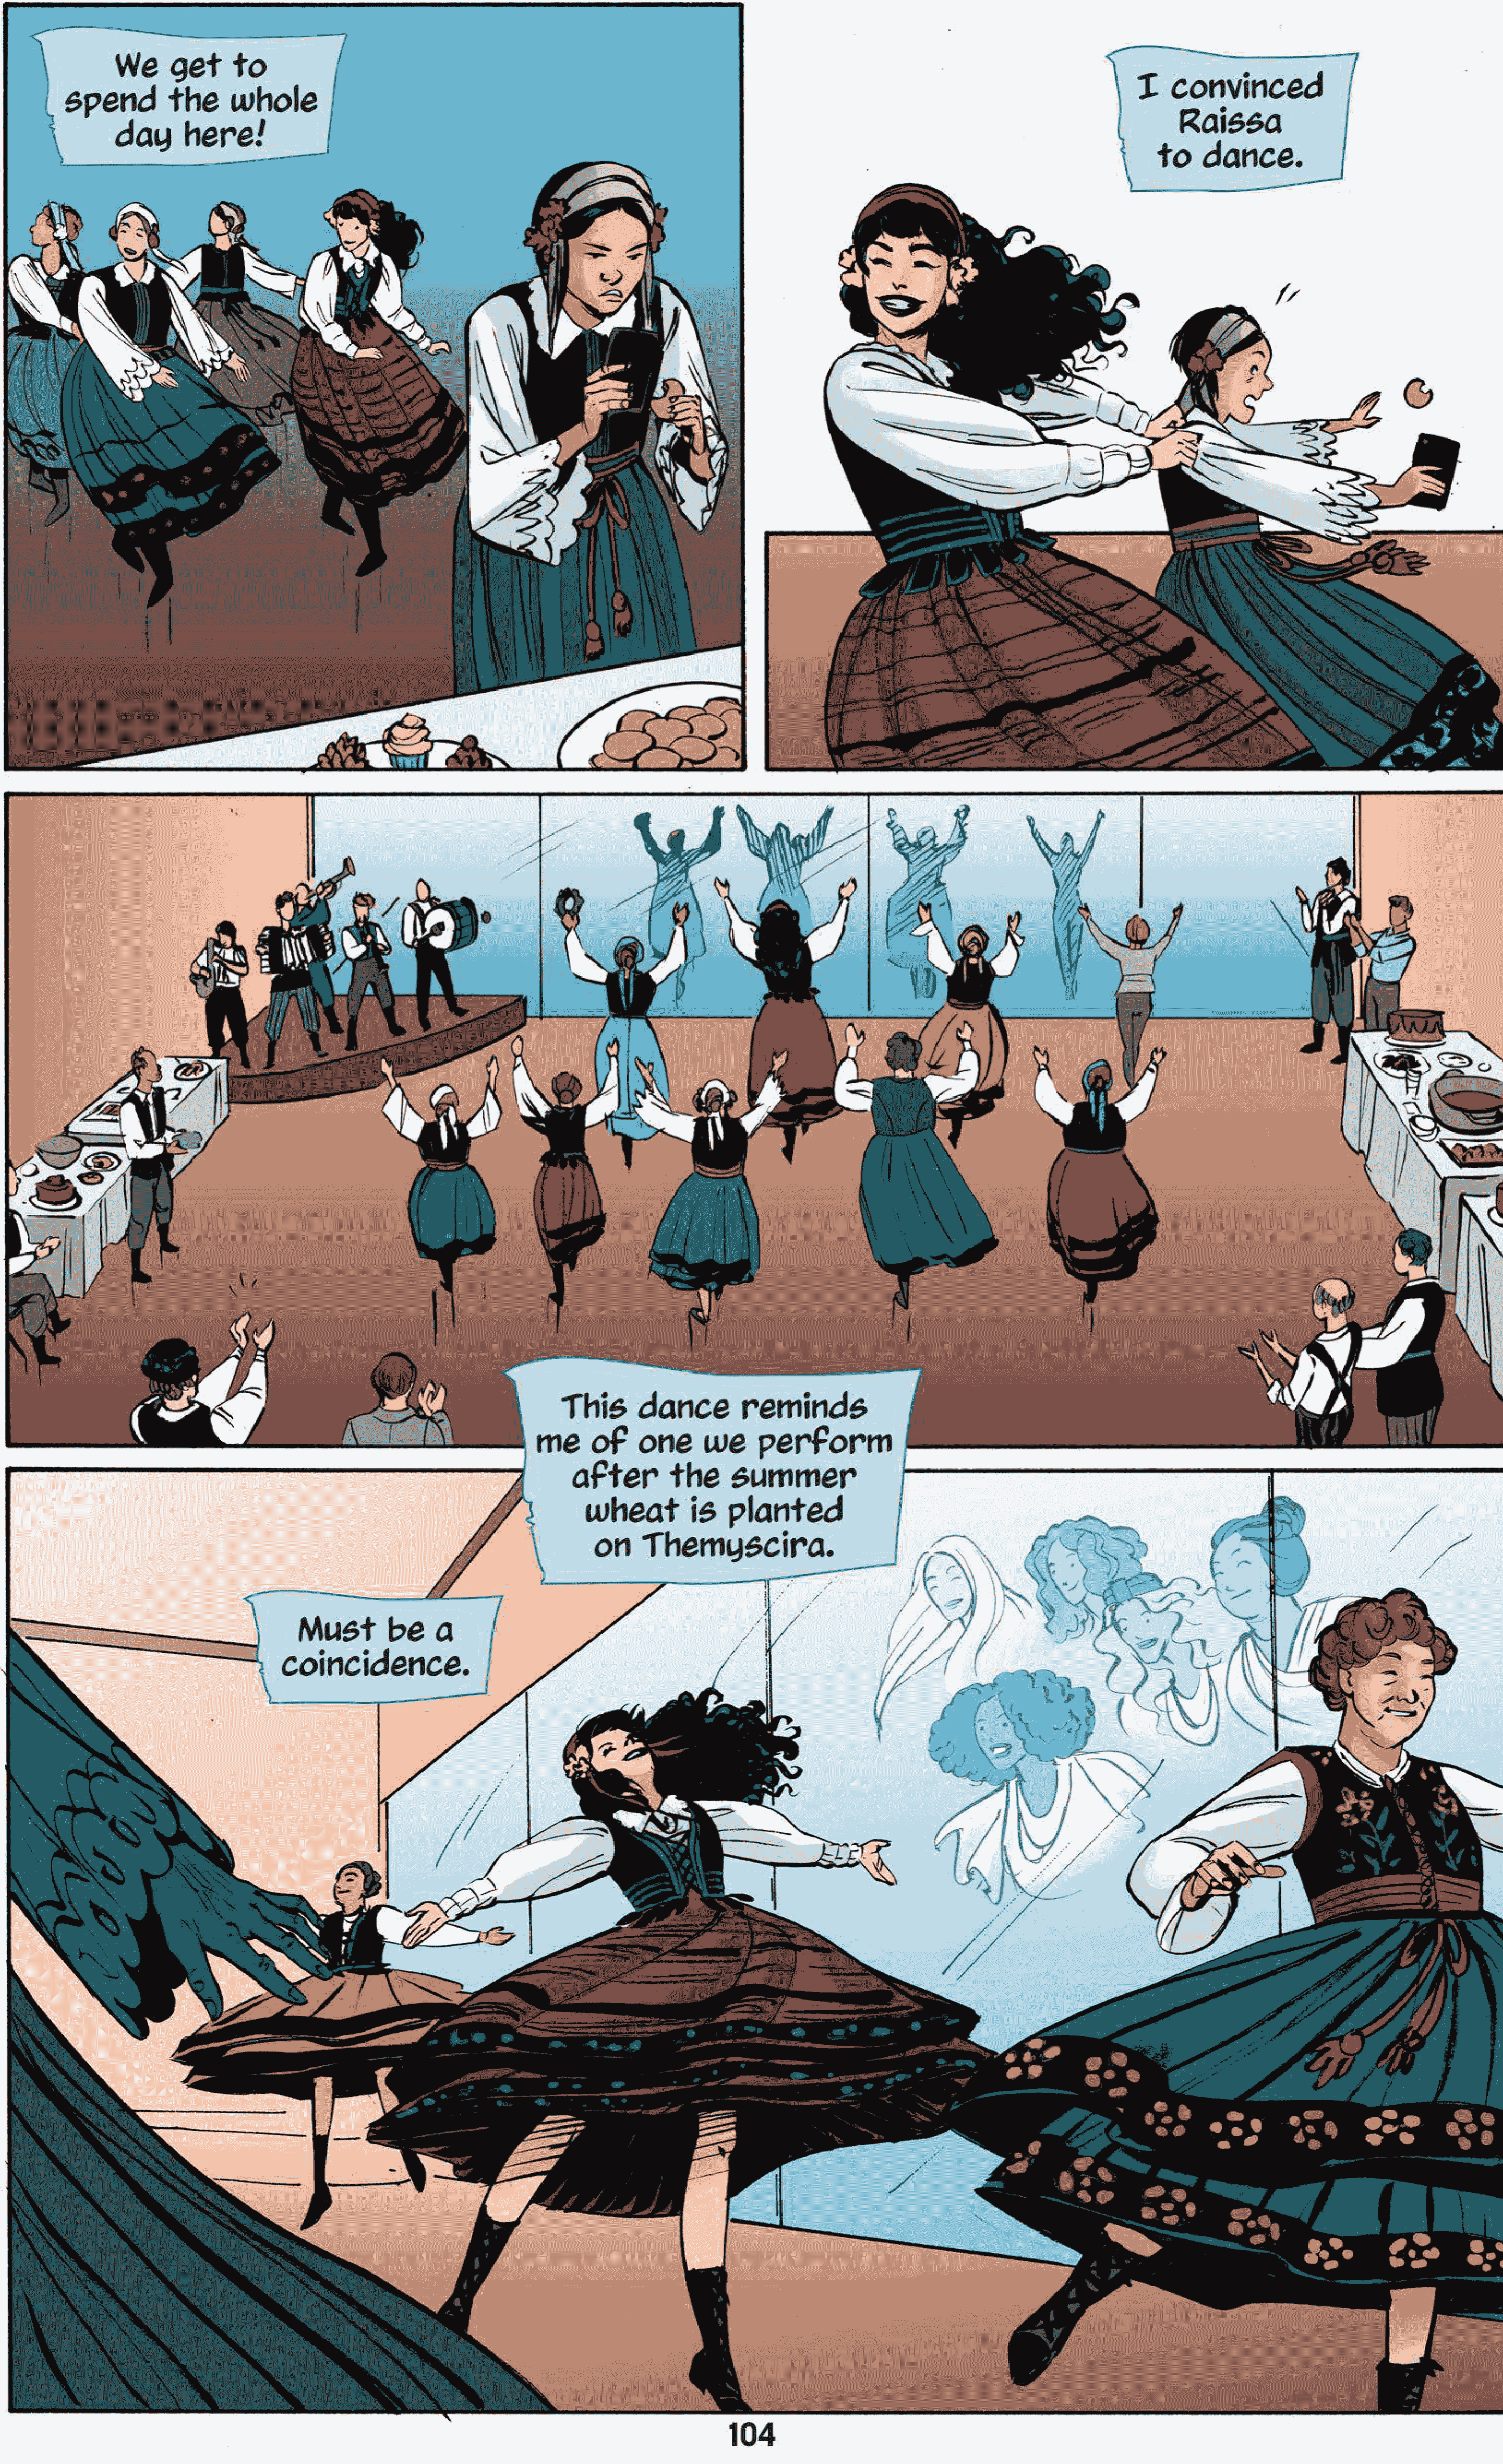 We get to
spend the whole
day here!
I convinced
Raissa
to dance.
This dance reminds
me of one we perform
after the summer
wheat is planted
on Themyscira.
Must be a
coincidence.
104